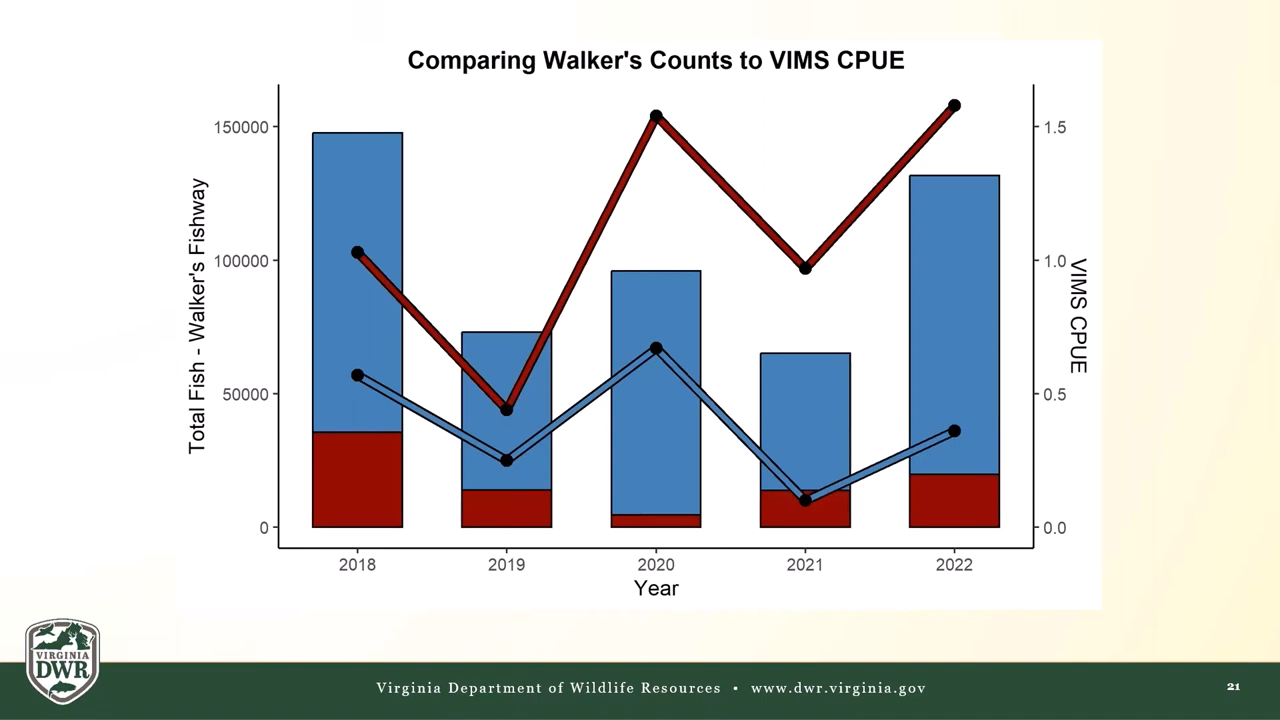 Comparing Walker's Counts to VIMS CPUE
Total Fish - Walker's Fishway
150000
100000
50000
0
1.5
1.0
0.5
0.0
VIMS CPUE
2018 2019 2020 2021 2022
Year
VIRGINIA
DWR
Virginia Department of Wildlife Resources • www.dwr.virginia.gov
21